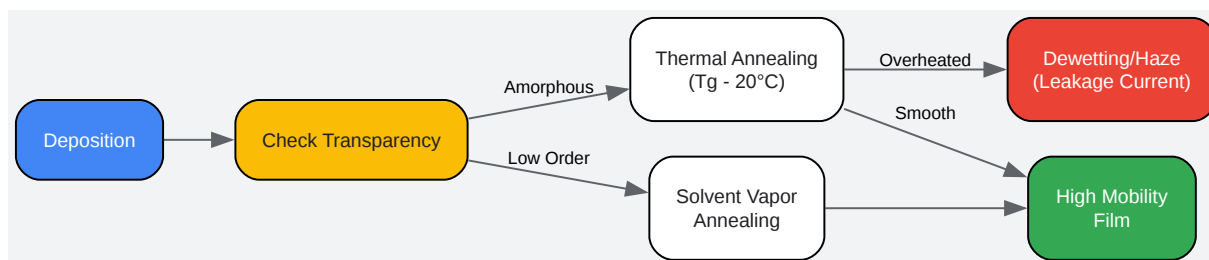 Deposition
Check Transparency
Amorphous
Low Order
Thermal Annealing
(Tg - 20°C)
Solvent Vapor
Annealing
Overheated
Smooth
Dewetting/Haze
(Leakage Current)
High Mobility
Film